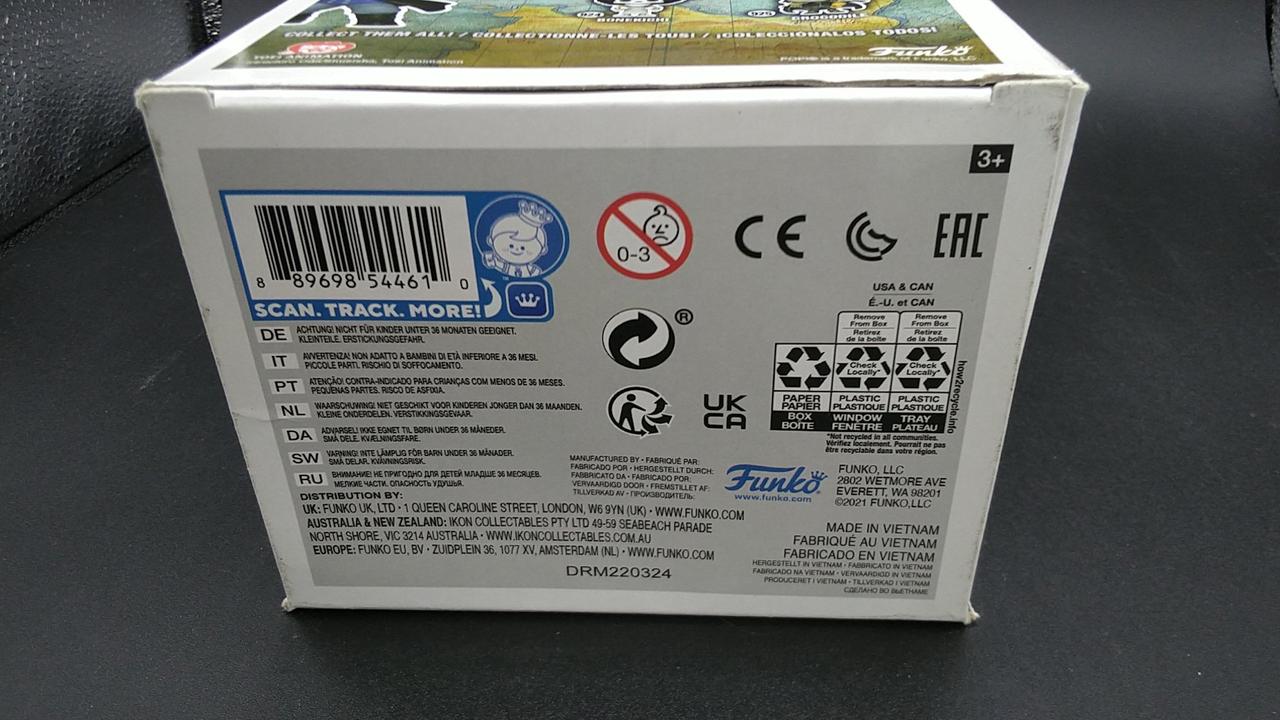 BONEKICHI
CROCODILE
COLLECT THEM ALL! / COLLECTIONNE-LES TOUS! / ¡COLECCIÓNALOS TODOS!
TOEI ANIMATION
Toei Animation
Funko
POP!® is a trademark of Funko, LLC.
3+
8 89698 54461 0
SCAN. TRACK. MORE!
™
0-3
CE
EAC
®
UK
CA
USA & CAN
É.-U. et CAN
Remove From Box Retirez de la boîte
Remove From Box Retirez de la boîte
Check Locally*
Check Locally*
PAPER PAPIER
PLASTIC PLASTIQUE
PLASTIC PLASTIQUE
BOX BOÎTE
WINDOW FENÊTRE
TRAY PLATEAU
how2recycle.info
*Not recycled in all communities.
Vérifiez localement. Pourrait ne pas
être recyclable dans votre région.
DE ACHTUNG! NICHT FÜR KINDER UNTER 36 MONATEN GEEIGNET.
KLEINTEILE. ERSTICKUNGSGEFAHR.
IT AVVERTENZA! NON ADATTO A BAMBINI DI ETÀ INFERIORE A 36 MESI.
PICCOLE PARTI. RISCHIO DI SOFFOCAMENTO.
PT ATENÇÃO! CONTRA-INDICADO PARA CRIANÇAS COM MENOS DE 36 MESES.
PEQUENAS PARTES. RISCO DE ASFIXIA.
NL WAARSCHUWING! NIET GESCHIKT VOOR KINDEREN JONGER DAN 36 MAANDEN.
KLEINE ONDERDELEN. VERSTIKKINGSGEVAAR.
DA ADVARSEL! IKKE EGNET TIL BØRN UNDER 36 MÅNEDER.
SMÅ DELE. KVÆLNINGSFARE.
SW VARNING! INTE LÄMPLIG FÖR BARN UNDER 36 MÅNADER.
SMÅ DELAR. KVÄVNINGSRISK.
RU ВНИМАНИЕ! НЕ ПРИГОДНО ДЛЯ ДЕТЕЙ МЛАДШЕ 36 МЕСЯЦЕВ.
МЕЛКИЕ ЧАСТИ. ОПАСНОСТЬ УДУШЬЯ.
MANUFACTURED BY • FABRIQUÉ PAR:
FABRICADO POR • HERGESTELLT DURCH:
FABBRICATO DA • FABRICADO POR:
VERVAARDIGD DOOR • FREMSTILLET AF:
TILLVERKAD AV • ПРОИЗВОДИТЕЛЬ:
Funko®
www.funko.com
FUNKO, LLC
2802 WETMORE AVE
EVERETT, WA 98201
©2021 FUNKO,LLC
DISTRIBUTION BY:
UK: FUNKO UK, LTD • 1 QUEEN CAROLINE STREET, LONDON, W6 9YN (UK) • WWW.FUNKO.COM
AUSTRALIA & NEW ZEALAND: IKON COLLECTABLES PTY LTD 49-59 SEABEACH PARADE
NORTH SHORE, VIC 3214 AUSTRALIA • WWW.IKONCOLLECTABLES.COM.AU
EUROPE: FUNKO EU, BV • ZUIDPLEIN 36, 1077 XV, AMSTERDAM (NL) • WWW.FUNKO.COM
DRM220324
MADE IN VIETNAM
FABRIQUÉ AU VIETNAM
FABRICADO EN VIETNAM
HERGESTELLT IN VIETNAM • FABBRICATO IN VIETNAM
FABRICADO NA VIETNAM • VERVAARDIGD IN VIETNAM
PRODUCERET I VIETNAM • TILLVERKAD I VIETNAM
СДЕЛАНО ВО ВЬЕТНАМЕ